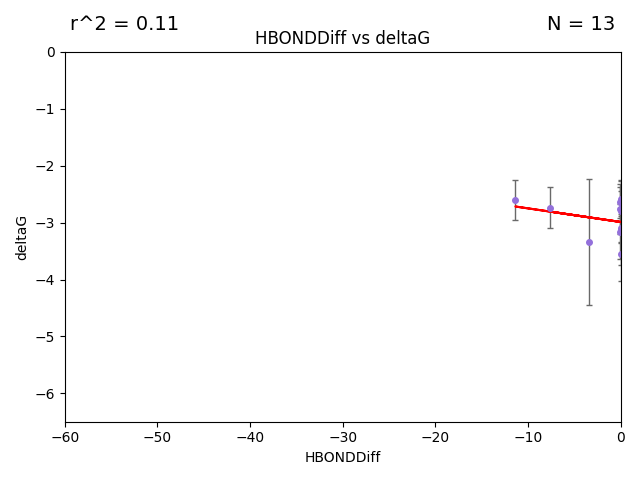 r^2 = 0.11
N = 13
HBONDDiff vs deltaG
0
−1
−2
−3
−4
−5
−6
deltaG
−60 −50 −40 −30 −20 −10 0
HBONDDiff